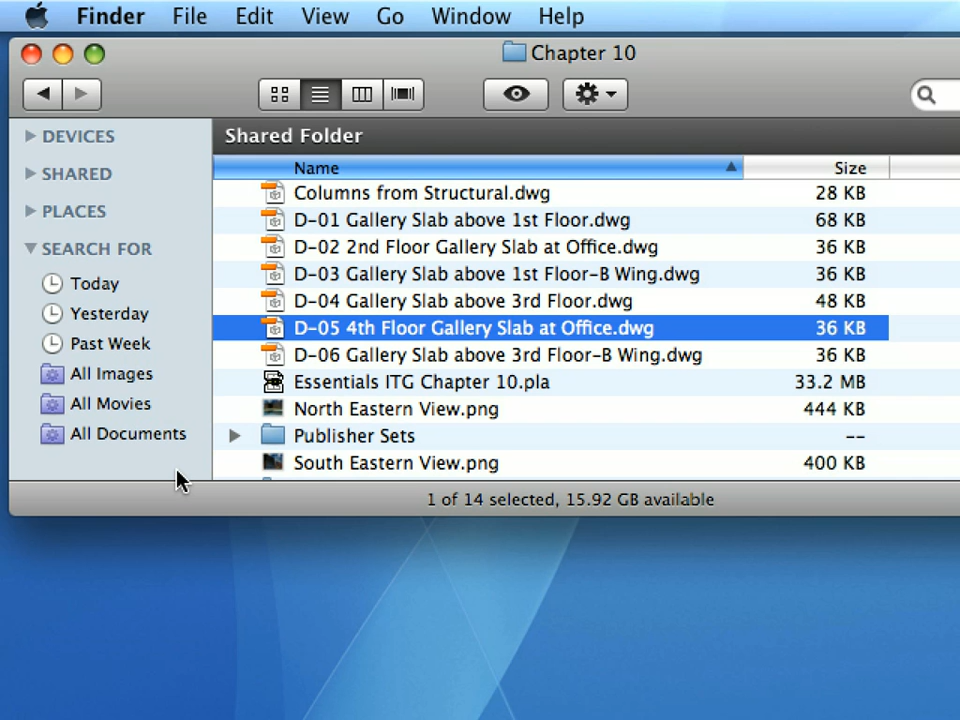 Finder File Edit View Go Window Help
Chapter 10
DEVICES
SHARED
PLACES
SEARCH FOR
Today
Yesterday
Past Week
All Images
All Movies
All Documents
Shared Folder
Name Size
Columns from Structural.dwg 28 KB
D-01 Gallery Slab above 1st Floor.dwg 68 KB
D-02 2nd Floor Gallery Slab at Office.dwg 36 KB
D-03 Gallery Slab above 1st Floor-B Wing.dwg 36 KB
D-04 Gallery Slab above 3rd Floor.dwg 48 KB
D-05 4th Floor Gallery Slab at Office.dwg 36 KB
D-06 Gallery Slab above 3rd Floor-B Wing.dwg 36 KB
Essentials ITG Chapter 10.pla 33.2 MB
North Eastern View.png 444 KB
Publisher Sets --
South Eastern View.png 400 KB
1 of 14 selected, 15.92 GB available